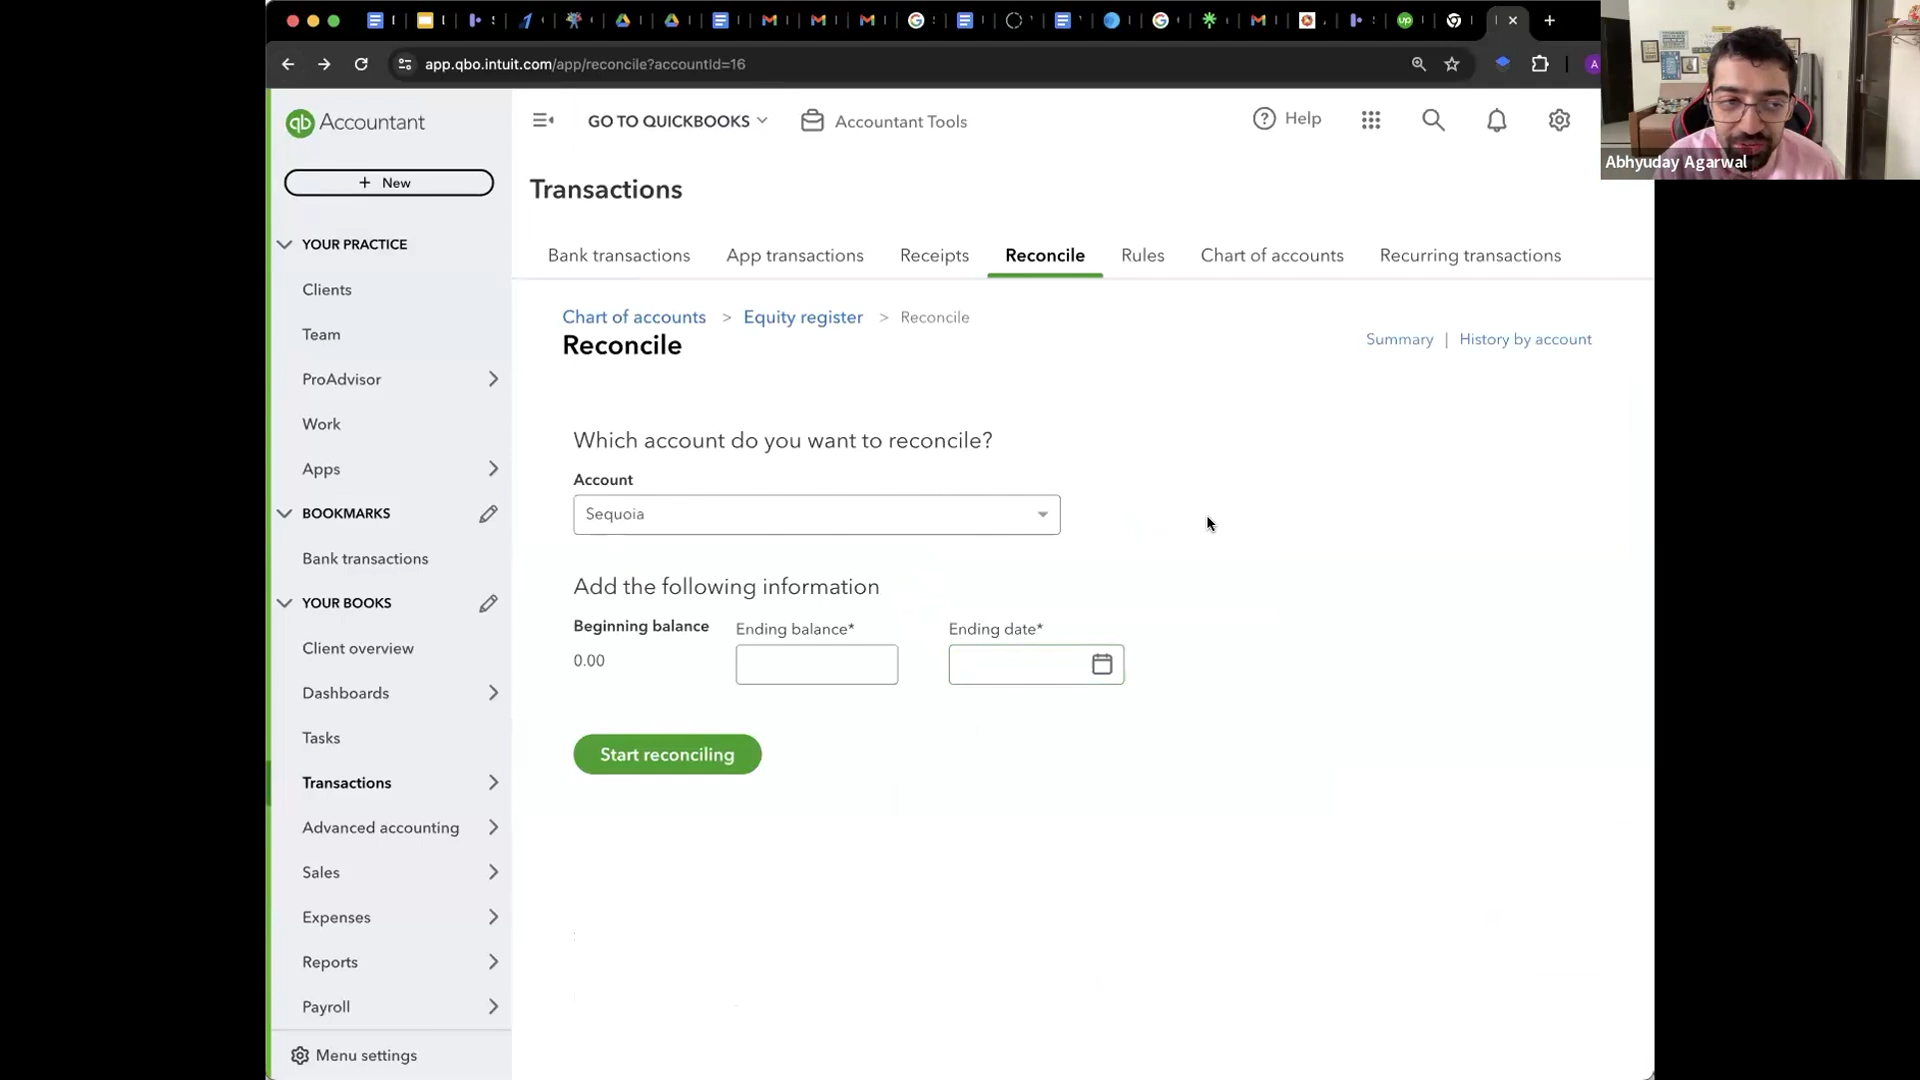 app.qbo.intuit.com/app/reconcile?accountId=16
Abhyuday Agarwal
qb Accountant
GO TO QUICKBOOKS
Accountant Tools
Help
+ New
Transactions
YOUR PRACTICE
Clients
Team
ProAdvisor
Work
Apps
BOOKMARKS
Bank transactions
YOUR BOOKS
Client overview
Dashboards
Tasks
Transactions
Advanced accounting
Sales
Expenses
Reports
Payroll
Menu settings
Bank transactions App transactions Receipts Reconcile Rules Chart of accounts Recurring transactions
Chart of accounts > Equity register > Reconcile
Reconcile
Summary | History by account
Which account do you want to reconcile?
Account
Sequoia
Add the following information
Beginning balance Ending balance* Ending date*
0.00
Start reconciling